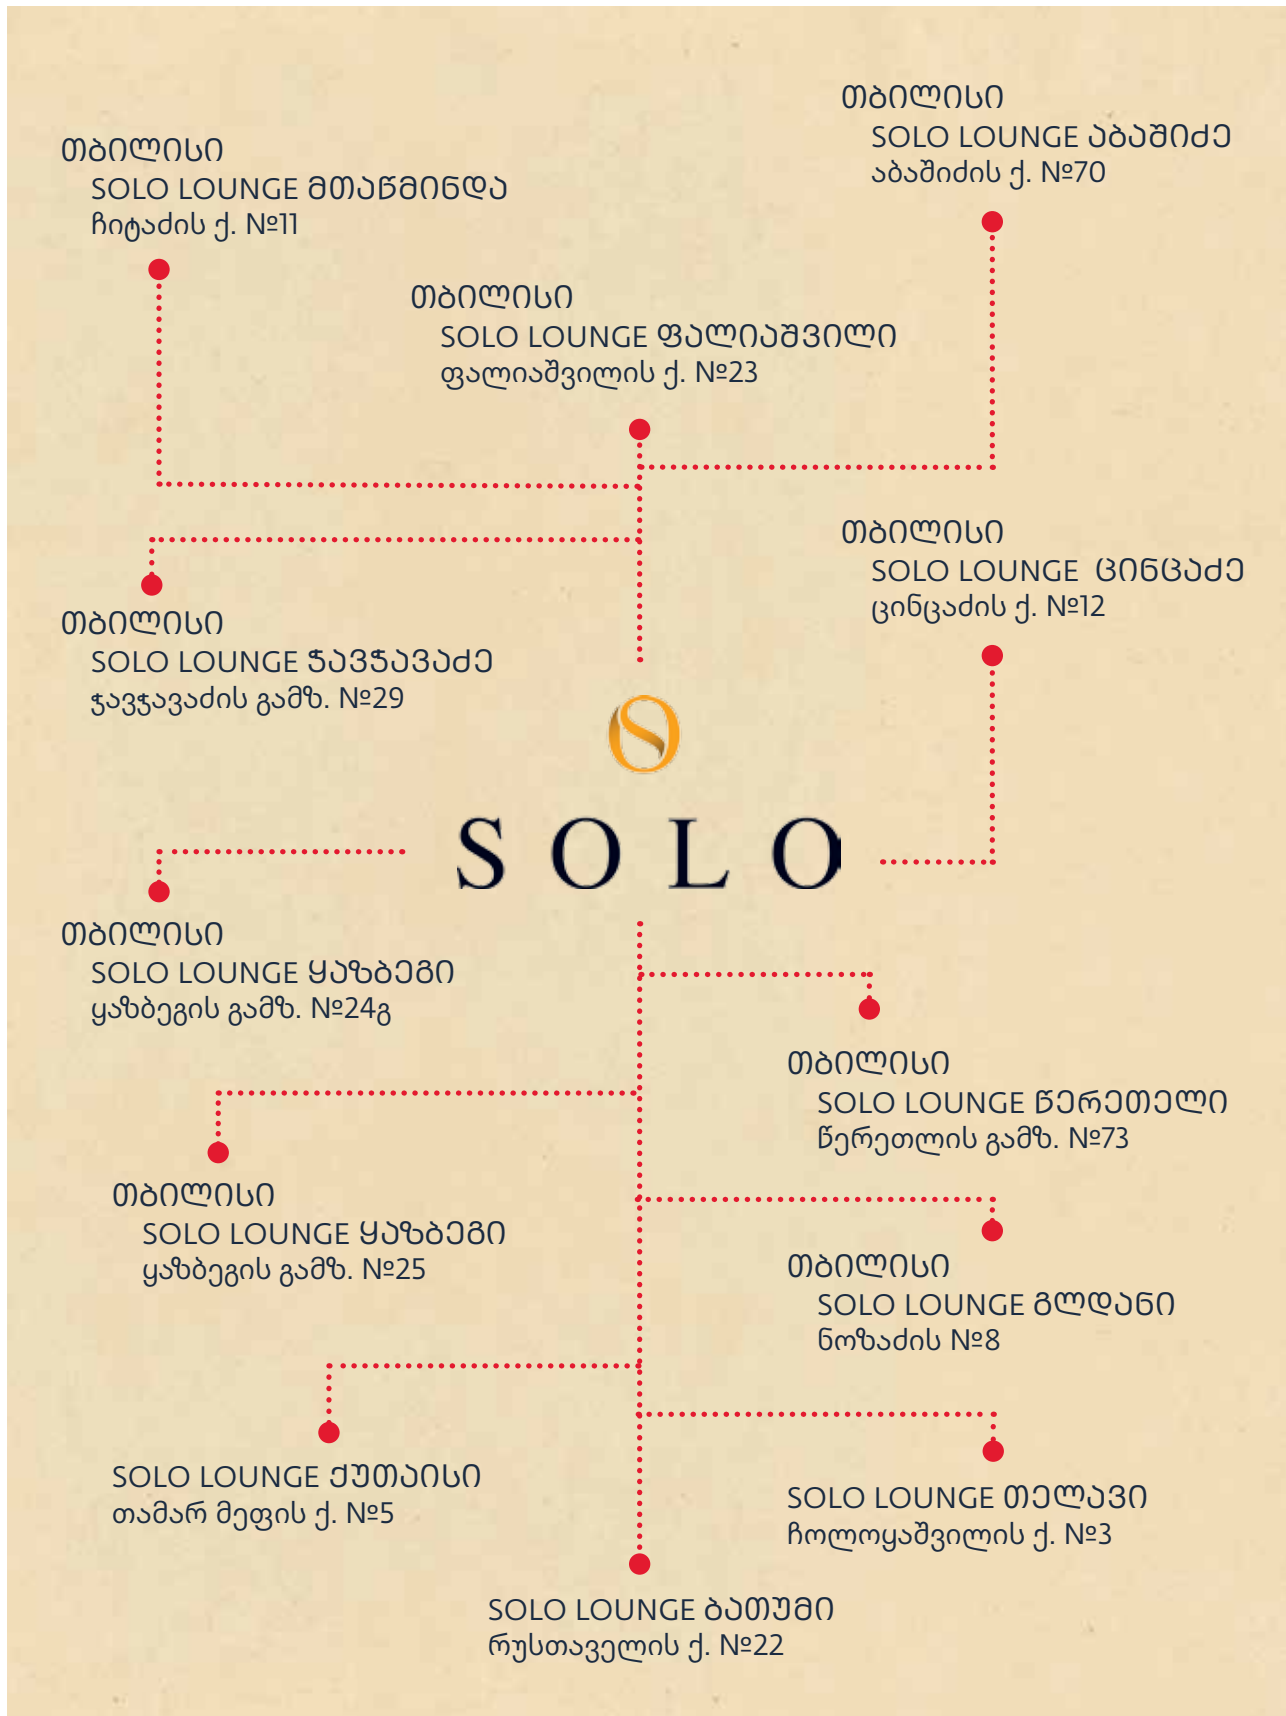 თბილისი
SOLO LOUNGE აბაშიძე
აბაშიძის ქ. №70
თბილისი
SOLO LOUNGE მთაწმინდა
ჩიტაძის ქ. №11
თბილისი
SOLO LOUNGE ფალიაშვილი
ფალიაშვილის ქ. №23
თბილისი
SOLO LOUNGE ცინცაძე
ცინცაძის ქ. №12
თბილისი
SOLO LOUNGE ჭავჭავაძე
ჭავჭავაძის გამზ. №29
SOLO
თბილისი
SOLO LOUNGE ყაზბეგი
ყაზბეგის გამზ. №24გ
თბილისი
SOLO LOUNGE წერეთელი
წერეთლის გამზ. №73
თბილისი
SOLO LOUNGE ყაზბეგი
ყაზბეგის გამზ. №25
თბილისი
SOLO LOUNGE გლდანი
ნოზაძის №8
SOLO LOUNGE ქუთაისი
თამარ მეფის ქ. №5
SOLO LOUNGE თელავი
ჩოლოყაშვილის ქ. №3
SOLO LOUNGE ბათუმი
რუსთაველის ქ. №22